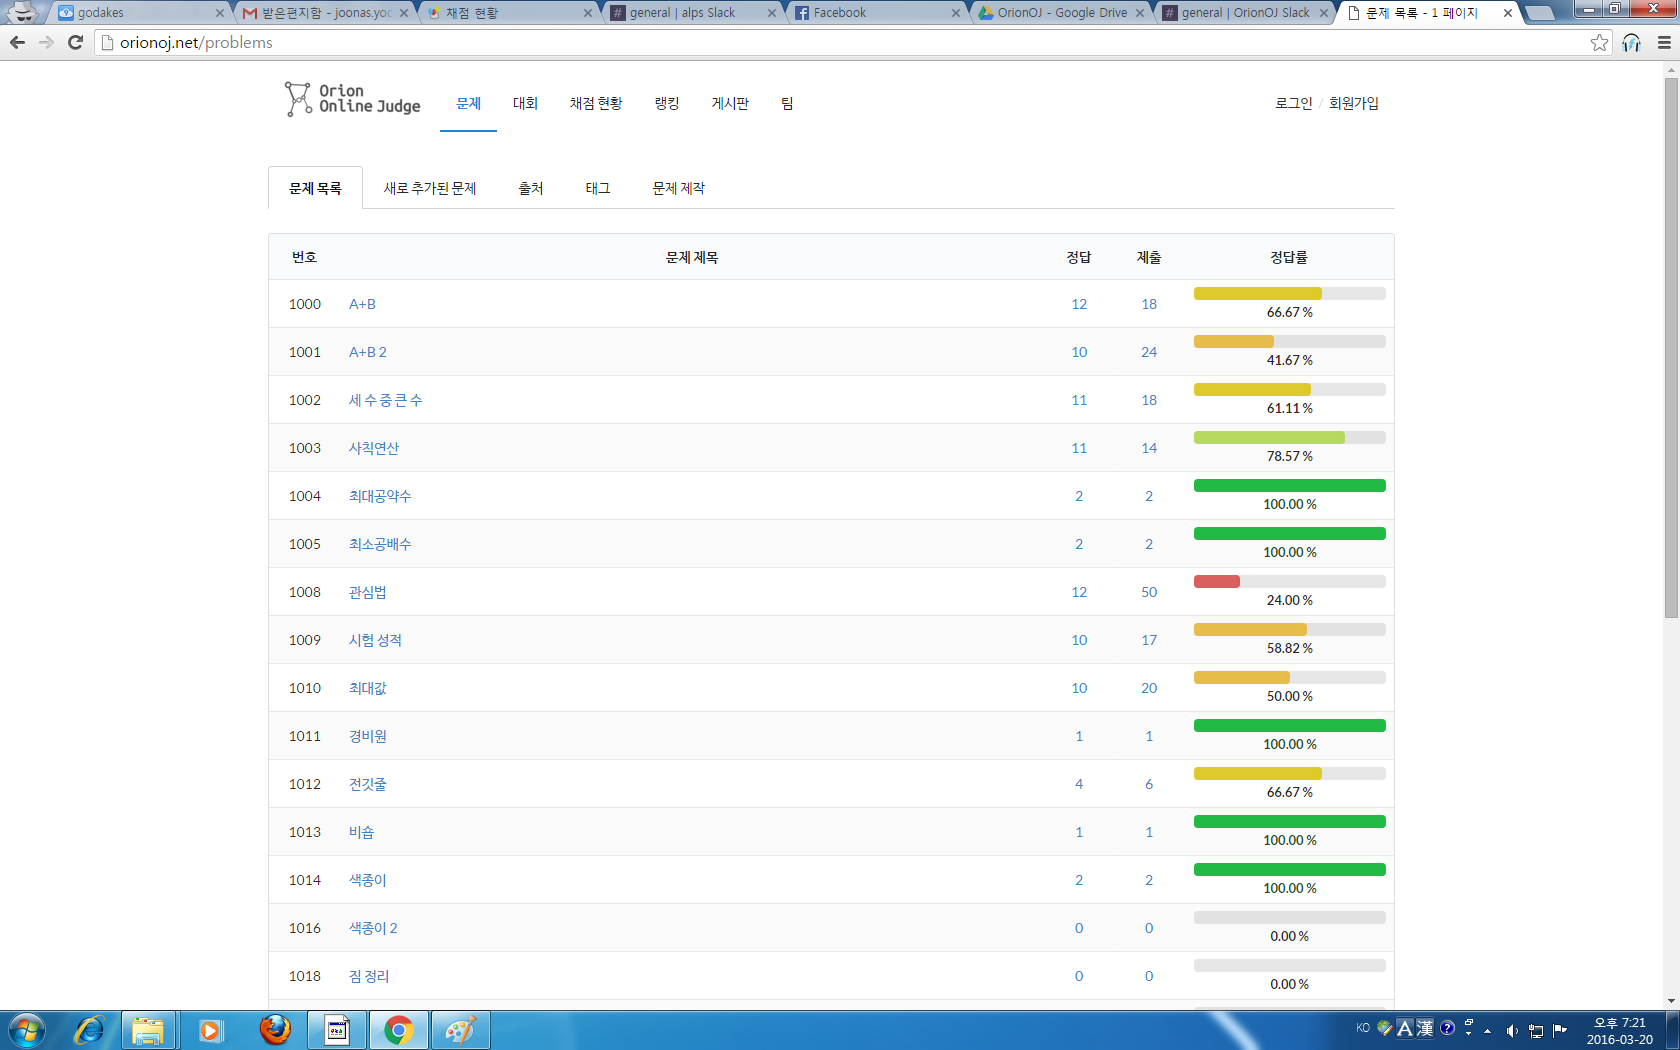 godakes
받은편지함 - joonas.yoc
채점 현황
general | alps Slack
Facebook
OrionOJ - Google Drive
general | OrionOJ Slack
문제 목록 - 1 페이지
orionoj.net/problems
Orion
Online Judge
문제 대회 채점 현황 랭킹 게시판 팀 로그인 / 회원가입
문제 목록 새로 추가된 문제 출처 태그 문제 제작
번호 문제 제목 정답 제출 정답률
1000 A+B 12 18 66.67 %
1001 A+B 2 10 24 41.67 %
1002 세 수 중 큰 수 11 18 61.11 %
1003 사칙연산 11 14 78.57 %
1004 최대공약수 2 2 100.00 %
1005 최소공배수 2 2 100.00 %
1008 관심법 12 50 24.00 %
1009 시험 성적 10 17 58.82 %
1010 최대값 10 20 50.00 %
1011 경비원 1 1 100.00 %
1012 전깃줄 4 6 66.67 %
1013 비숍 1 1 100.00 %
1014 색종이 2 2 100.00 %
1016 색종이 2 0 0 0.00 %
1018 짐 정리 0 0 0.00 %
KO A 漢 오후 7:21
2016-03-20